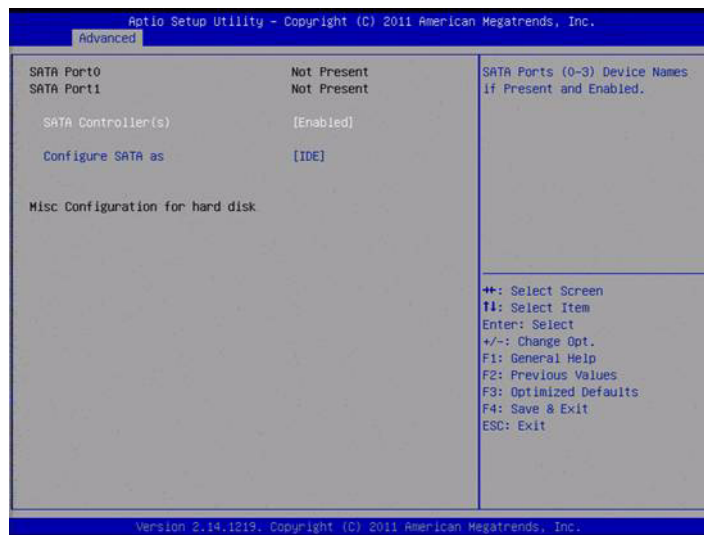 Aptio Setup Utility – Copyright (C) 2011 American Megatrends, Inc.
Advanced
SATA Port0 Not Present
SATA Port1 Not Present
SATA Controller(s) [Enabled]
Configure SATA as [IDE]
Misc Configuration for hard disk
SATA Ports (0-3) Device Names
if Present and Enabled.
→←: Select Screen
↑↓: Select Item
Enter: Select
+/-: Change Opt.
F1: General Help
F2: Previous Values
F3: Optimized Defaults
F4: Save & Exit
ESC: Exit
Version 2.14.1219. Copyright (C) 2011 American Megatrends, Inc.